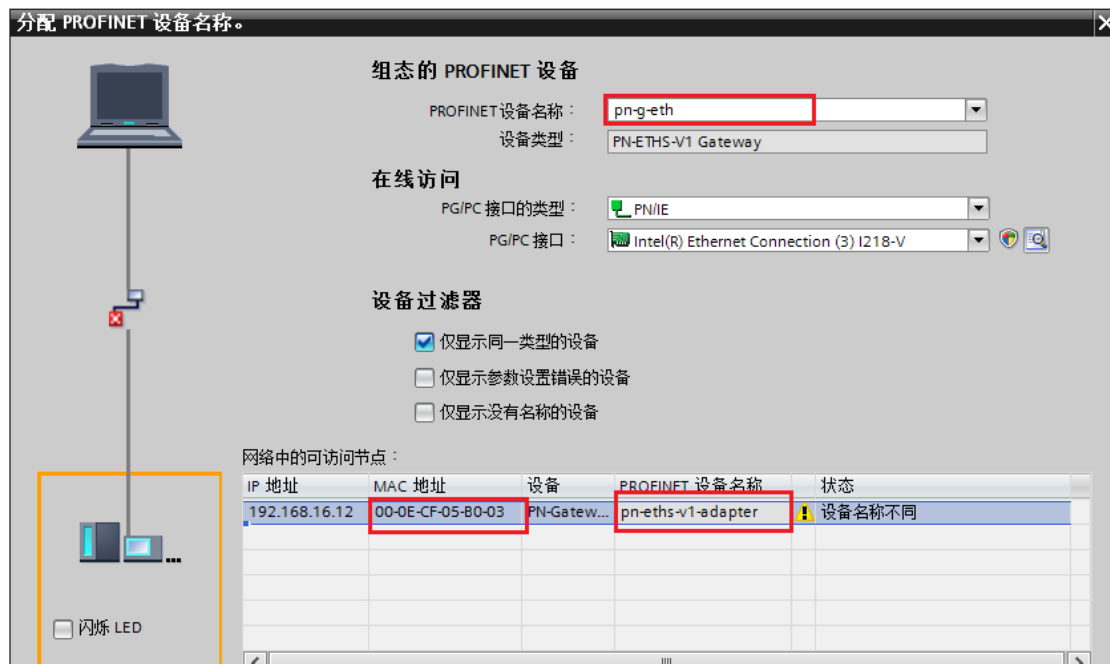 分配 PROFINET 设备名称。
组态的 PROFINET 设备
PROFINET设备名称： pn-g-eth
设备类型： PN-ETHS-V1 Gateway
在线访问
PG/PC 接口的类型： PN/IE
PG/PC 接口： Intel(R) Ethernet Connection (3) I218-V
设备过滤器
仅显示同一类型的设备
仅显示参数设置错误的设备
仅显示没有名称的设备
网络中的可访问节点：
IP 地址 MAC 地址 设备 PROFINET 设备名称 状态
192.168.16.12 00-0E-CF-05-B0-03 PN-Gatew... pn-eths-v1-adapter 设备名称不同
闪烁 LED